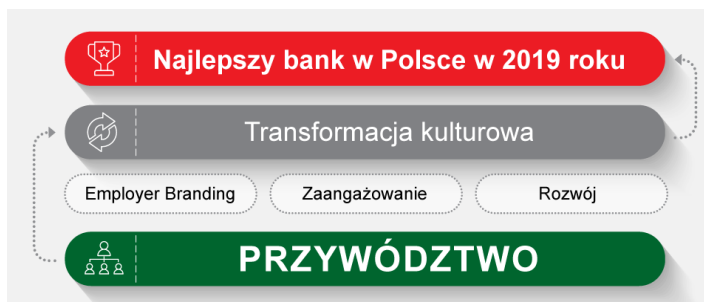 Najlepszy bank w Polsce w 2019 roku
Transformacja kulturowa
Employer Branding
Zaangażowanie
Rozwój
PRZYWÓDZTWO